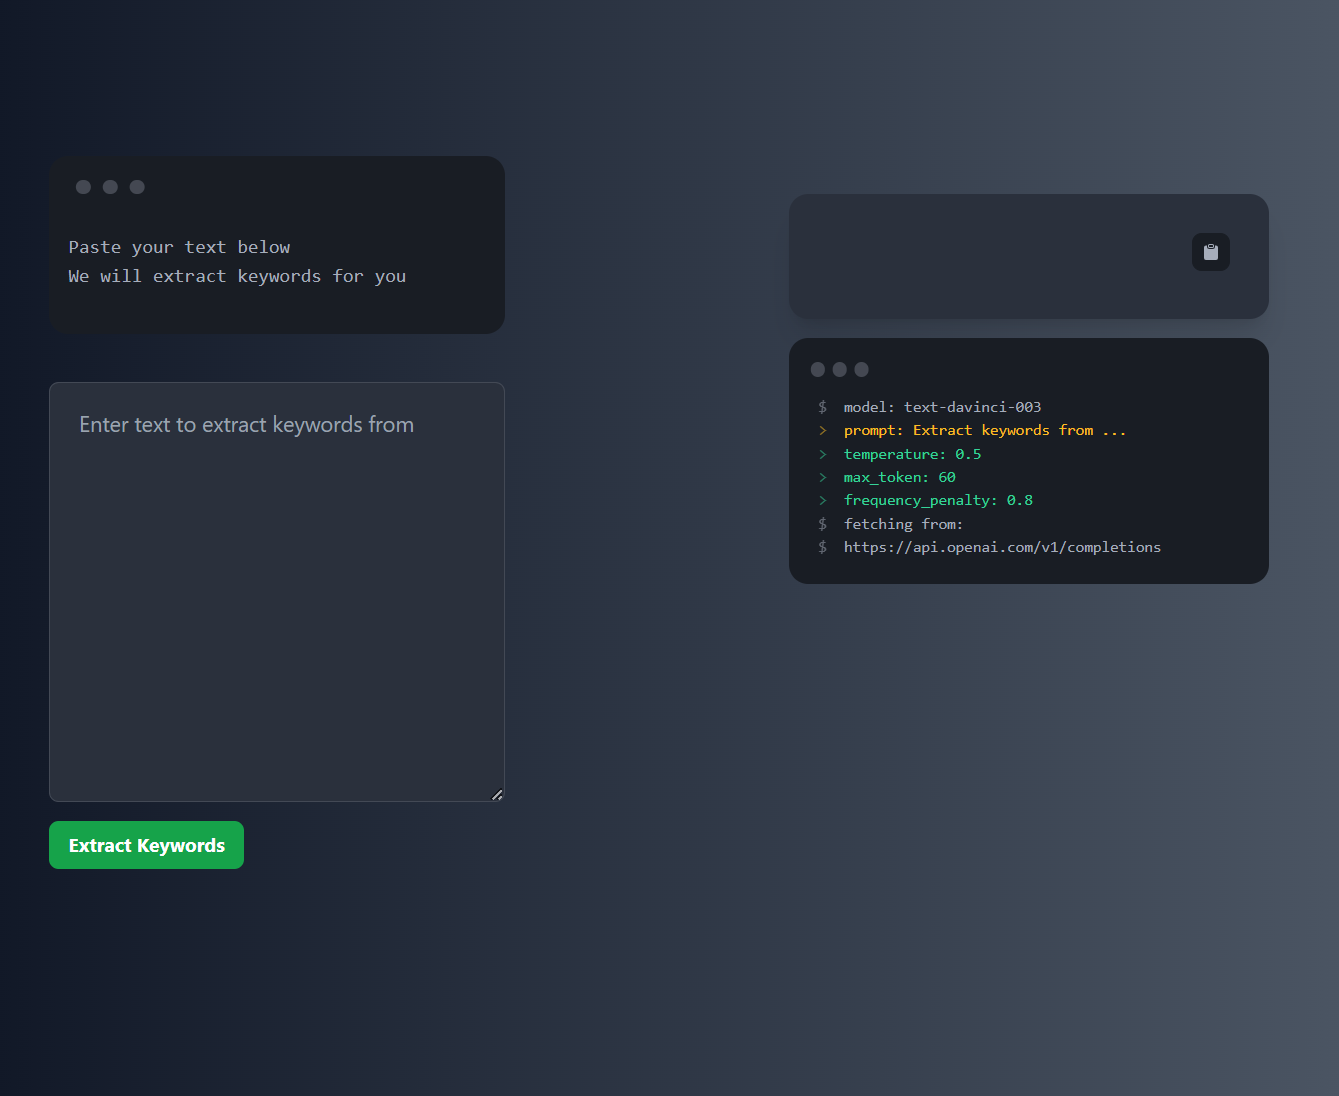 Paste your text below
We will extract keywords for you
Enter text to extract keywords from
Extract Keywords
$ model: text-davinci-003
> prompt: Extract keywords from ...
> temperature: 0.5
> max_token: 60
> frequency_penalty: 0.8
$ fetching from:
$ https://api.openai.com/v1/completions